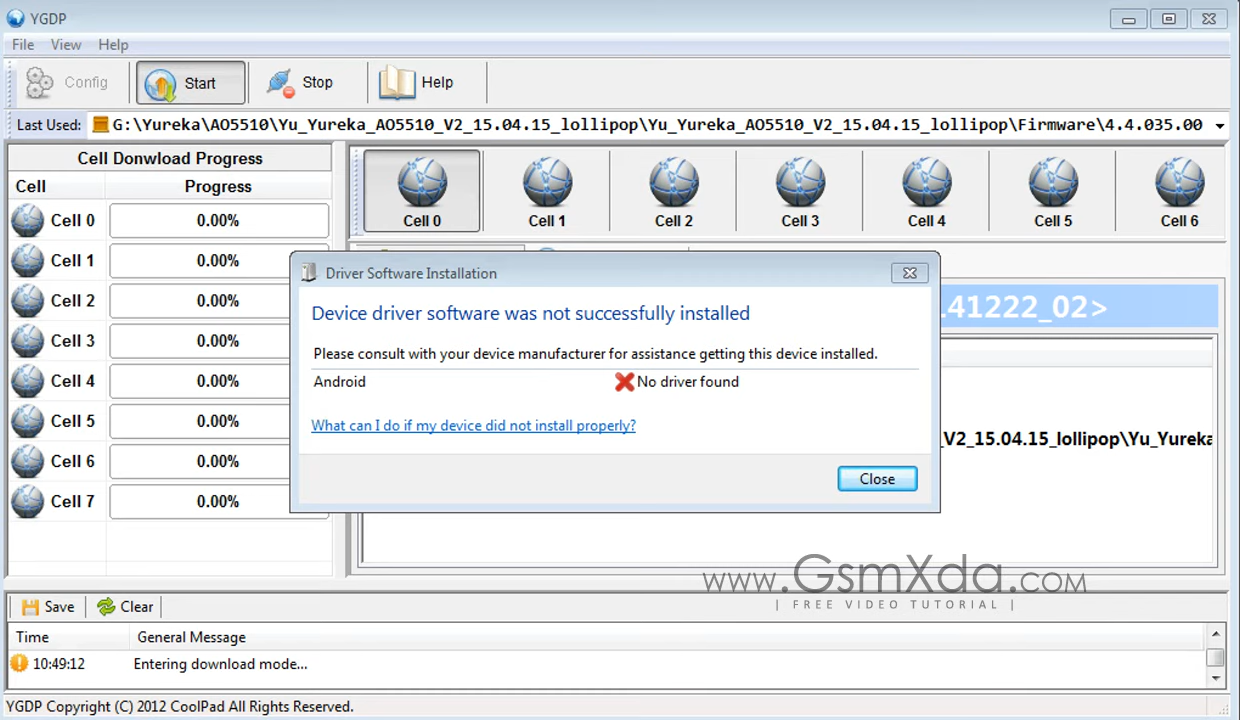 YGDP
File View Help
Config Start Stop Help
Last Used: G:\Yureka\AO5510\Yu_Yureka_AO5510_V2_15.04.15_lollipop\Yu_Yureka_AO5510_V2_15.04.15_lollipop\Firmware\4.4.035.00
Cell Donwload Progress
Cell Progress
Cell 0 0.00%
Cell 1 0.00%
Cell 2 0.00%
Cell 3 0.00%
Cell 4 0.00%
Cell 5 0.00%
Cell 6 0.00%
Cell 7 0.00%
Cell 0 Cell 1 Cell 2 Cell 3 Cell 4 Cell 5 Cell 6
41222_02>
V2_15.04.15_lollipop\Yu_Yureka
Driver Software Installation
Device driver software was not successfully installed
Please consult with your device manufacturer for assistance getting this device installed.
Android No driver found
What can I do if my device did not install properly?
Close
www.GsmXda.com
| FREE VIDEO TUTORIAL |
Save Clear
Time General Message
10:49:12 Entering download mode...
YGDP Copyright (C) 2012 CoolPad All Rights Reserved.